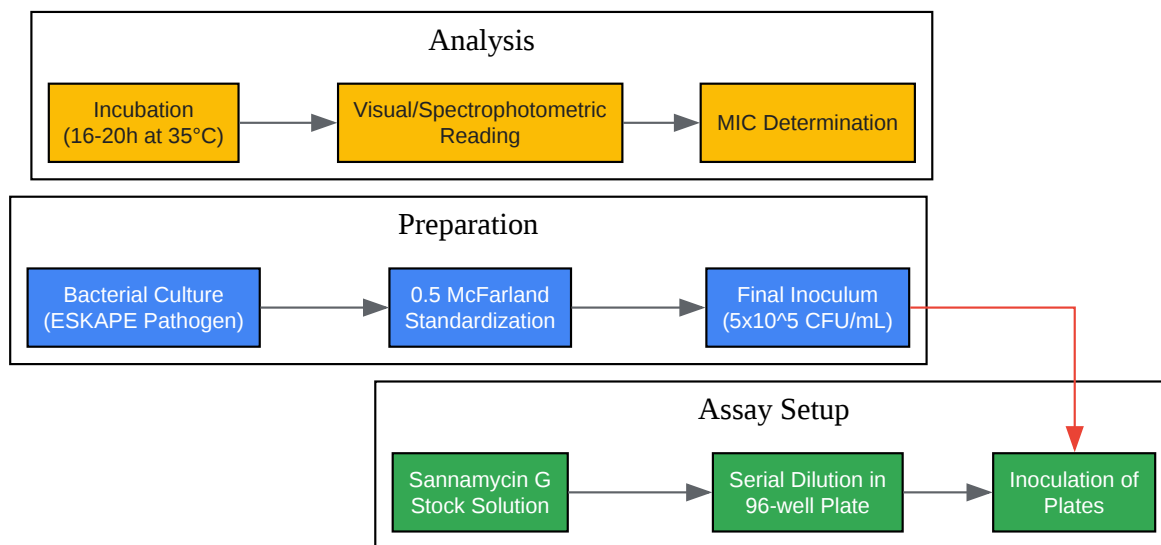 Analysis
Incubation
(16-20h at 35°C)
Visual/Spectrophotometric
Reading
MIC Determination
Preparation
Bacterial Culture
(ESKAPE Pathogen)
0.5 McFarland
Standardization
Final Inoculum
(5x10^5 CFU/mL)
Assay Setup
Sannamycin G
Stock Solution
Serial Dilution in
96-well Plate
Inoculation of
Plates